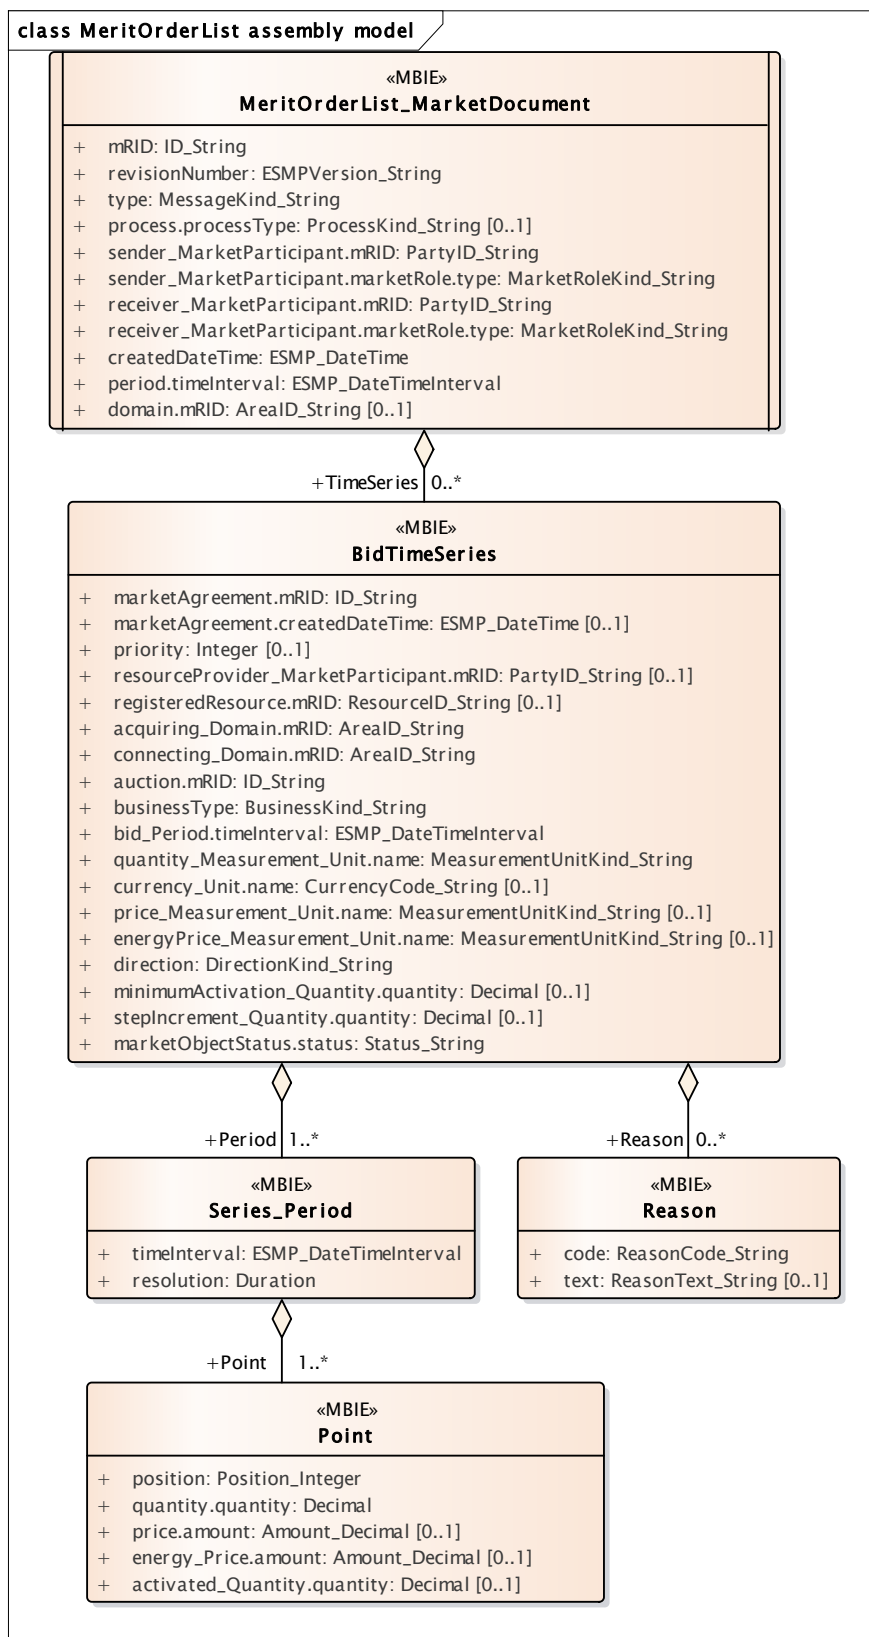 class MeritOrderList assembly model
«MBIE»
MeritOrderList_MarketDocument
+ mRID: ID_String
+ revisionNumber: ESMPVersion_String
+ type: MessageKind_String
+ process.processType: ProcessKind_String [0..1]
+ sender_MarketParticipant.mRID: PartyID_String
+ sender_MarketParticipant.marketRole.type: MarketRoleKind_String
+ receiver_MarketParticipant.mRID: PartyID_String
+ receiver_MarketParticipant.marketRole.type: MarketRoleKind_String
+ createdDateTime: ESMP_DateTime
+ period.timeInterval: ESMP_DateTimeInterval
+ domain.mRID: AreaID_String [0..1]
+TimeSeries 0..*
«MBIE»
BidTimeSeries
+ marketAgreement.mRID: ID_String
+ marketAgreement.createdDateTime: ESMP_DateTime [0..1]
+ priority: Integer [0..1]
+ resourceProvider_MarketParticipant.mRID: PartyID_String [0..1]
+ registeredResource.mRID: ResourceID_String [0..1]
+ acquiring_Domain.mRID: AreaID_String
+ connecting_Domain.mRID: AreaID_String
+ auction.mRID: ID_String
+ businessType: BusinessKind_String
+ bid_Period.timeInterval: ESMP_DateTimeInterval
+ quantity_Measurement_Unit.name: MeasurementUnitKind_String
+ currency_Unit.name: CurrencyCode_String [0..1]
+ price_Measurement_Unit.name: MeasurementUnitKind_String [0..1]
+ energyPrice_Measurement_Unit.name: MeasurementUnitKind_String [0..1]
+ direction: DirectionKind_String
+ minimumActivation_Quantity.quantity: Decimal [0..1]
+ stepIncrement_Quantity.quantity: Decimal [0..1]
+ marketObjectStatus.status: Status_String
+Period 1..*
+Reason 0..*
«MBIE»
Series_Period
+ timeInterval: ESMP_DateTimeInterval
+ resolution: Duration
«MBIE»
Reason
+ code: ReasonCode_String
+ text: ReasonText_String [0..1]
+Point 1..*
«MBIE»
Point
+ position: Position_Integer
+ quantity.quantity: Decimal
+ price.amount: Amount_Decimal [0..1]
+ energy_Price.amount: Amount_Decimal [0..1]
+ activated_Quantity.quantity: Decimal [0..1]